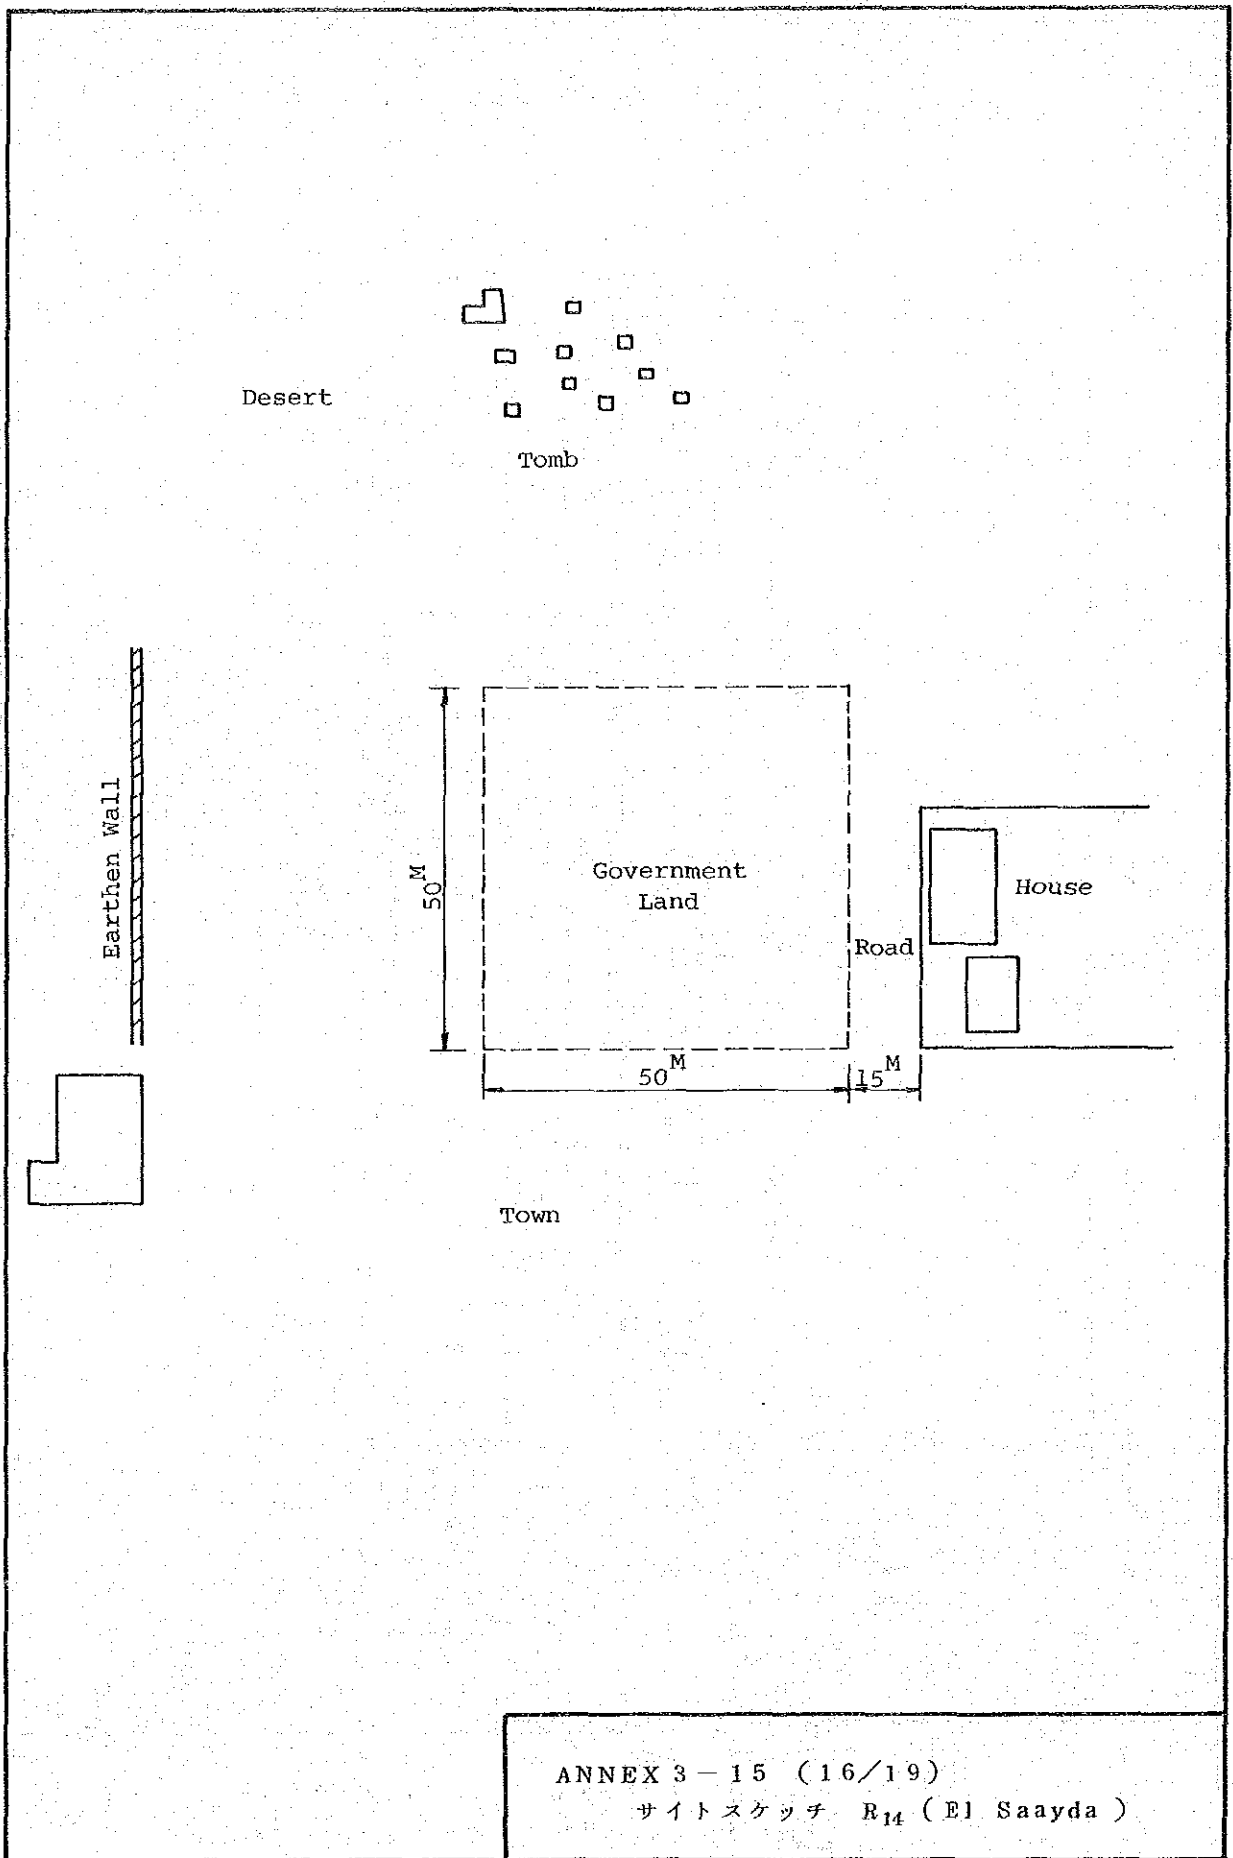 Desert
Tomb
Earthen Wall
50M
Government
Land
House
Road
50M
15M
Town
ANNEX 3-15 (16/19)
サイトスケッチ R14 (El Saayda)